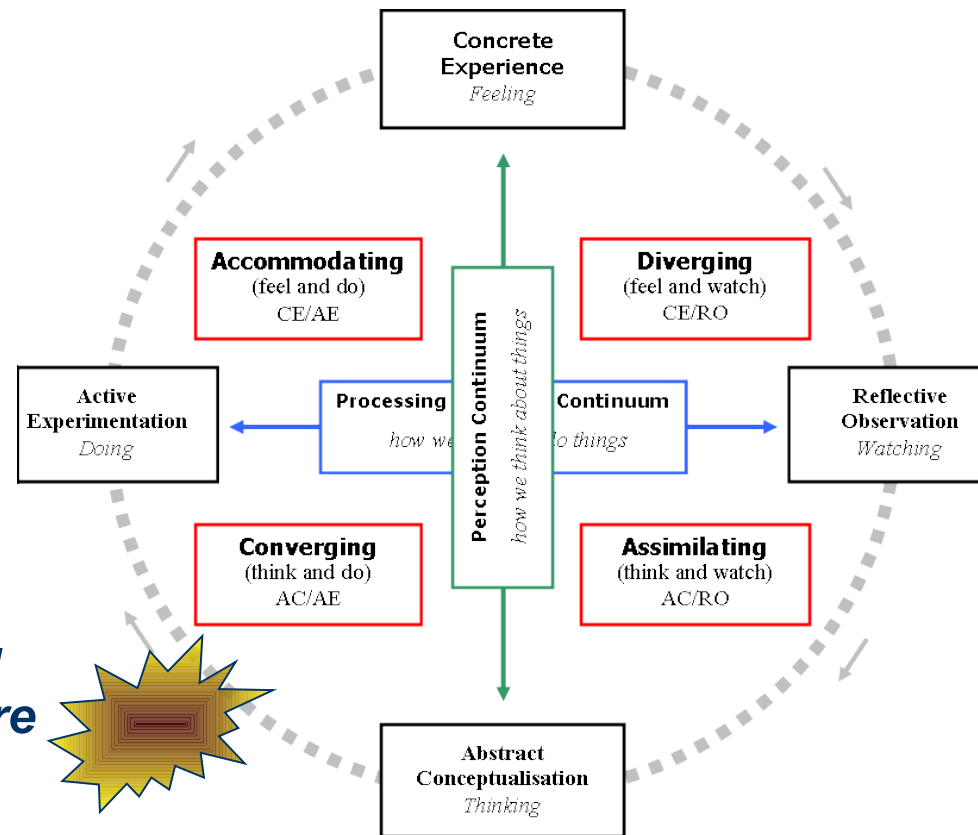 Concrete
Experience
Feeling
Accommodating
(feel and do)
CE/AE
Diverging
(feel and watch)
CE/RO
Active
Experimentation
Doing
Processing Continuum
how we do things
Perception Continuum
how we think about things
Reflective
Observation
Watching
Converging
(think and do)
AC/AE
Assimilating
(think and watch)
AC/RO
re
Abstract
Conceptualisation
Thinking